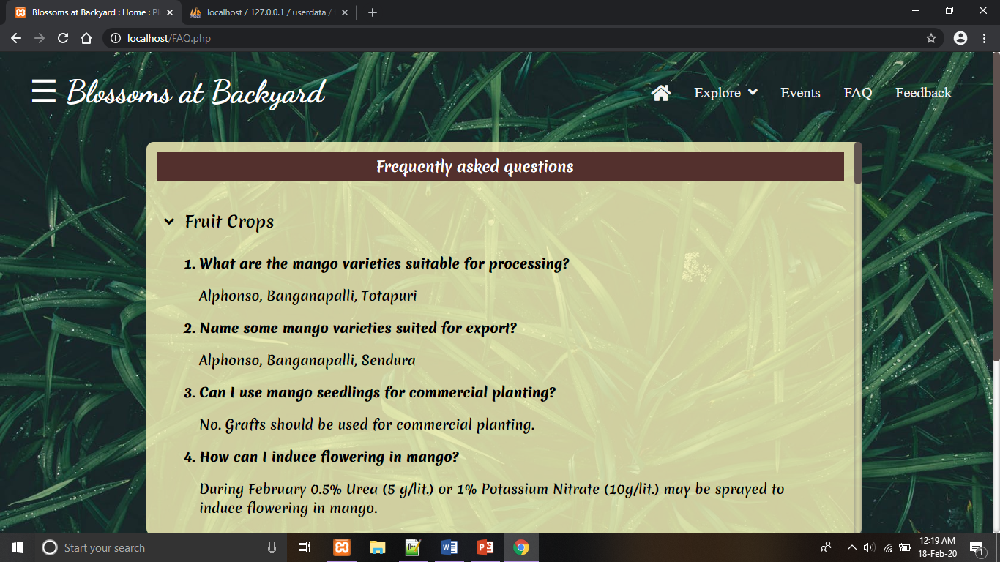 Blossoms at Backyard : Home : Pl
localhost / 127.0.0.1 / userdata /
localhost/FAQ.php
Blossoms at Backyard
Explore
Events
FAQ
Feedback
Frequently asked questions
Fruit Crops
1. What are the mango varieties suitable for processing?
Alphonso, Banganapalli, Totapuri
2. Name some mango varieties suited for export?
Alphonso, Banganapalli, Sendura
3. Can I use mango seedlings for commercial planting?
No. Grafts should be used for commercial planting.
4. How can I induce flowering in mango?
During February 0.5% Urea (5 g/lit.) or 1% Potassium Nitrate (10g/lit.) may be sprayed to
induce flowering in mango.
Start your search
12:19 AM
18-Feb-20
1